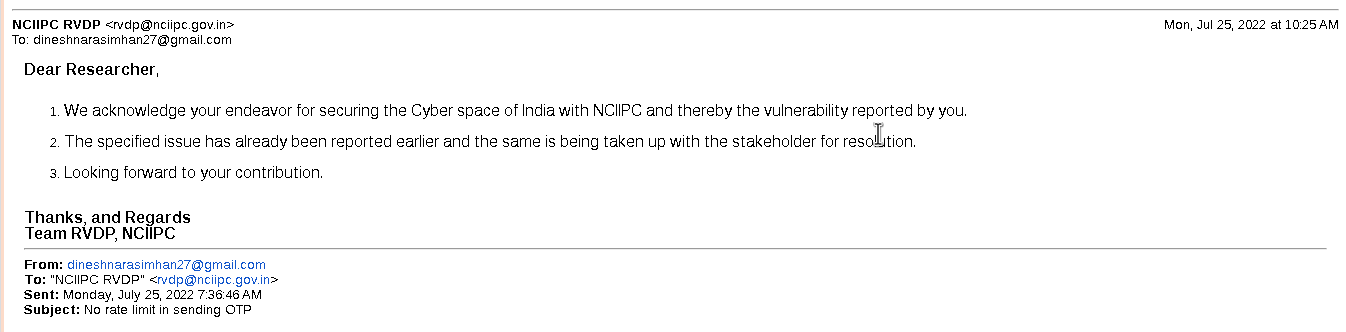 NCIIPC RVDP <rvdp@nciipc.gov.in> Mon, Jul 25, 2022 at 10:25 AM
To: dineshnarasimhan27@gmail.com
Dear Researcher,
1. We acknowledge your endeavor for securing the Cyber space of India with NCIIPC and thereby the vulnerability reported by you.
2. The specified issue has already been reported earlier and the same is being taken up with the stakeholder for resolution.
3. Looking forward to your contribution.
Thanks, and Regards
Team RVDP, NCIIPC
From: dineshnarasimhan27@gmail.com
To: "NCIIPC RVDP" <rvdp@nciipc.gov.in>
Sent: Monday, July 25, 2022 7:36:46 AM
Subject: No rate limit in sending OTP